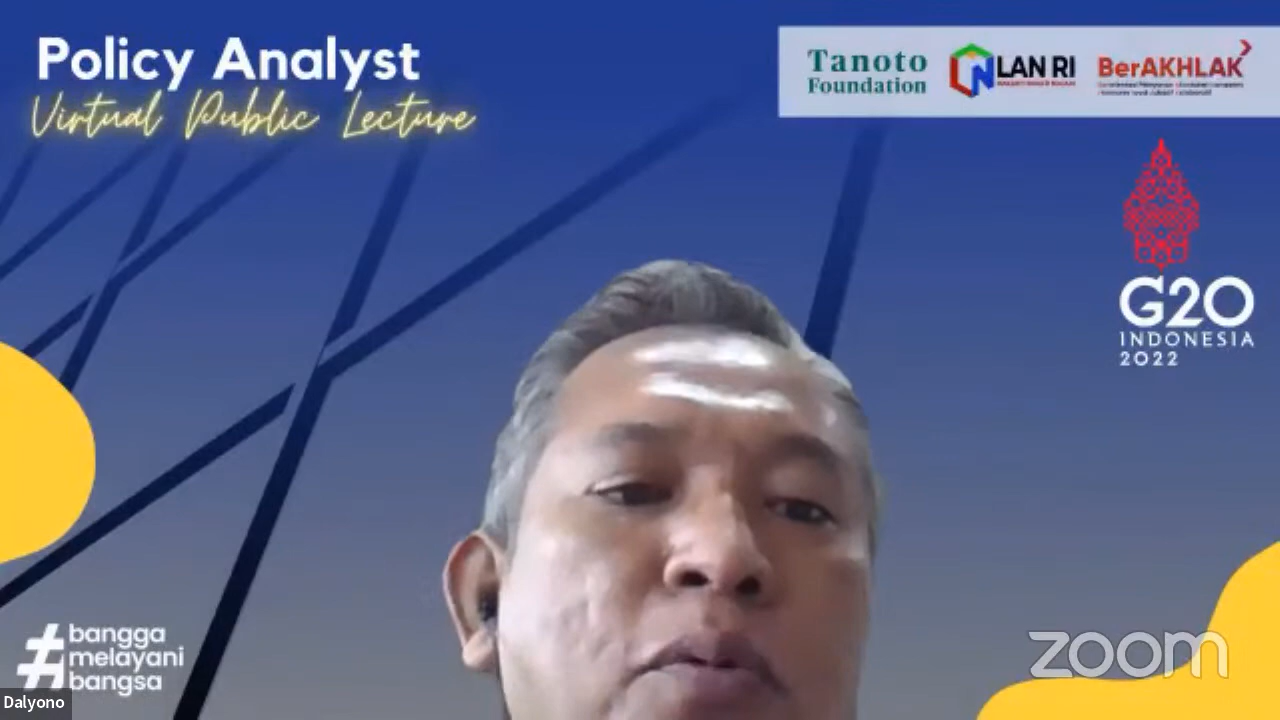 Policy Analyst
Virtual Public Lecture
Tanoto
Foundation
LAN RI
BerAKHLAK
G20
INDONESIA
2022
#bangga
melayani
bangsa
Dalyono
zoom